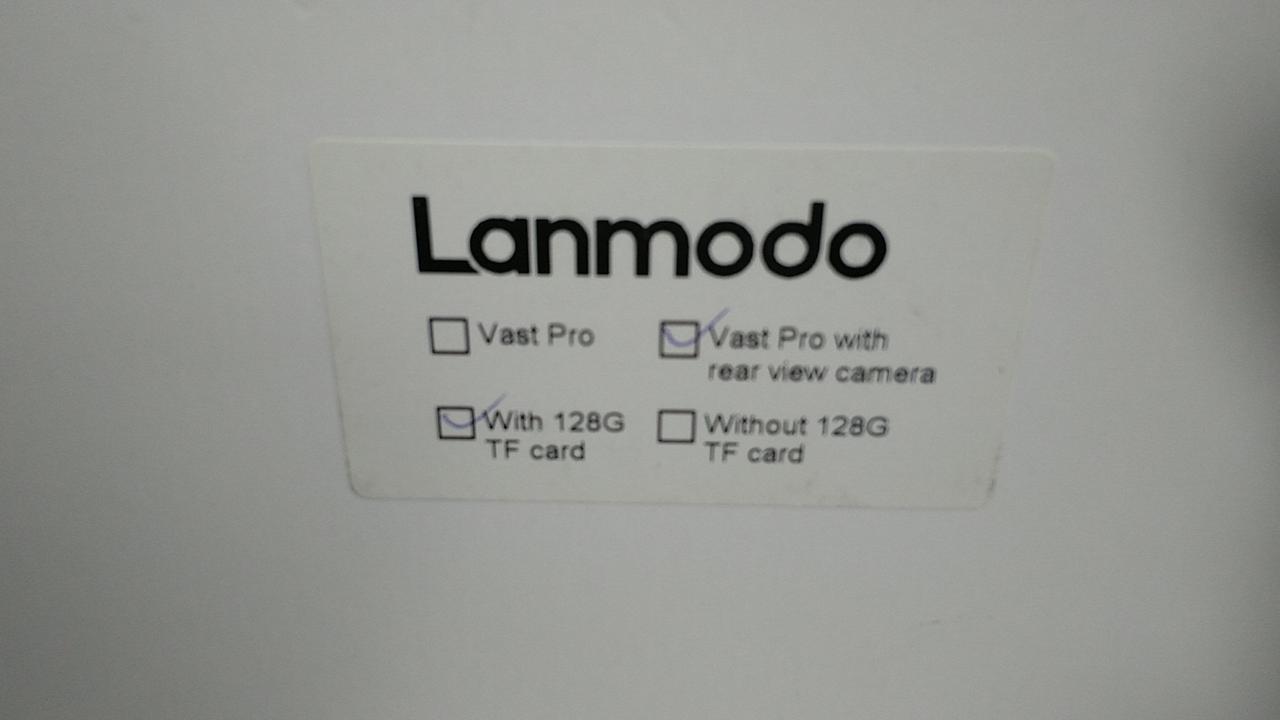 Lanmodo
Vast Pro
Vast Pro with
rear view camera
With 128G
TF card
Without 128G
TF card